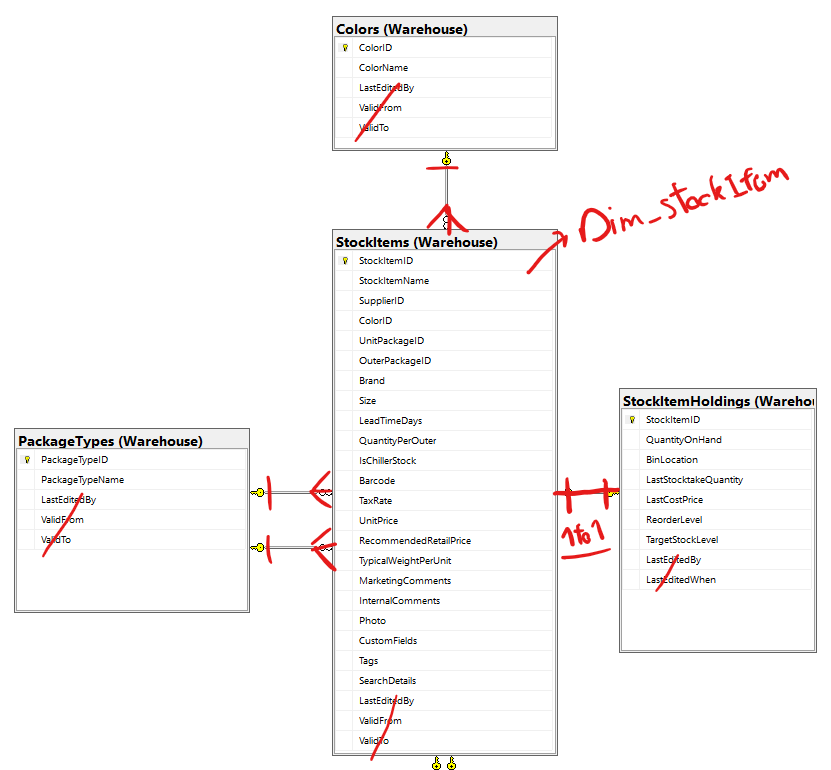 Colors (Warehouse)
ColorID
ColorName
LastEditedBy
ValidFrom
ValidTo
Dim_stockItem
StockItems (Warehouse)
StockItemID
StockItemName
SupplierID
ColorID
UnitPackageID
OuterPackageID
Brand
Size
LeadTimeDays
QuantityPerOuter
IsChillerStock
Barcode
TaxRate
UnitPrice
RecommendedRetailPrice
TypicalWeightPerUnit
MarketingComments
InternalComments
Photo
CustomFields
Tags
SearchDetails
LastEditedBy
ValidFrom
ValidTo
PackageTypes (Warehouse)
PackageTypeID
PackageTypeName
LastEditedBy
ValidFrom
ValidTo
1to1
StockItemHoldings (Warehou
StockItemID
QuantityOnHand
BinLocation
LastStocktakeQuantity
LastCostPrice
ReorderLevel
TargetStockLevel
LastEditedBy
LastEditedWhen